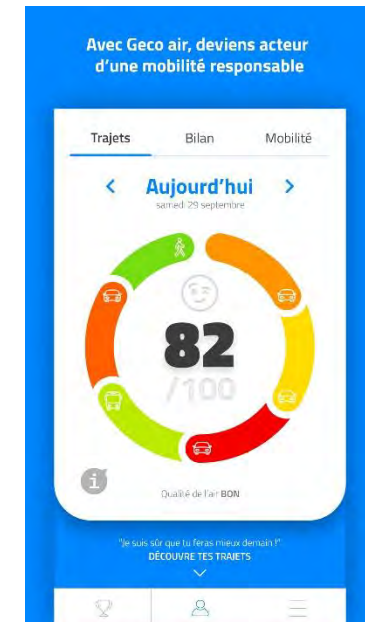 Avec Geco air, deviens acteur
d'une mobilité responsable
Trajets Bilan Mobilité
< Aujourd'hui >
samedi 29 septembre
82
/100
i
Qualité de l'air BON
"Je suis sûr que tu feras mieux demain !"
DÉCOUVRE TES TRAJETS